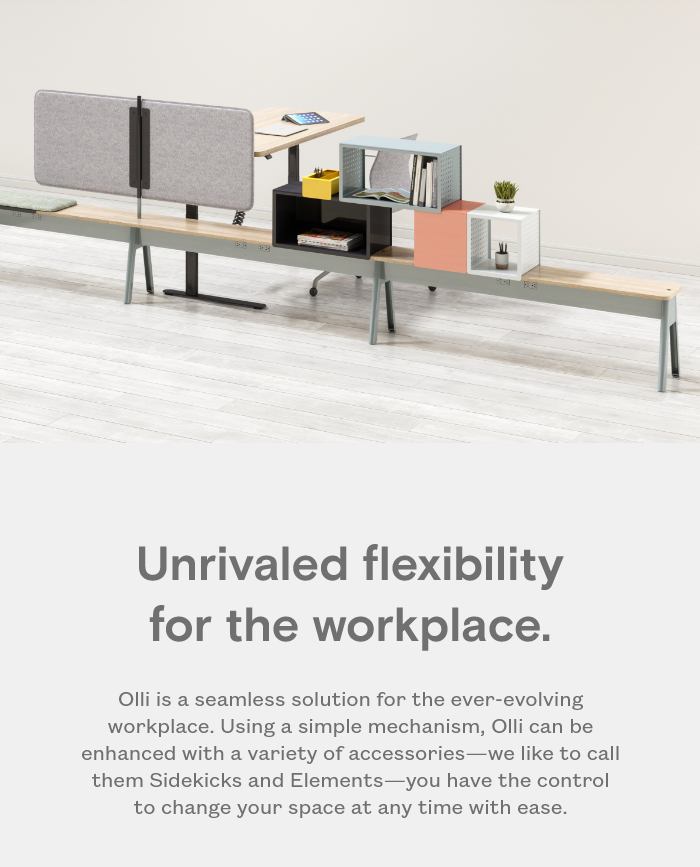 Unrivaled flexibility
for the workplace.
Olli is a seamless solution for the ever-evolving
workplace. Using a simple mechanism, Olli can be
enhanced with a variety of accessories—we like to call
them Sidekicks and Elements—you have the control
to change your space at any time with ease.